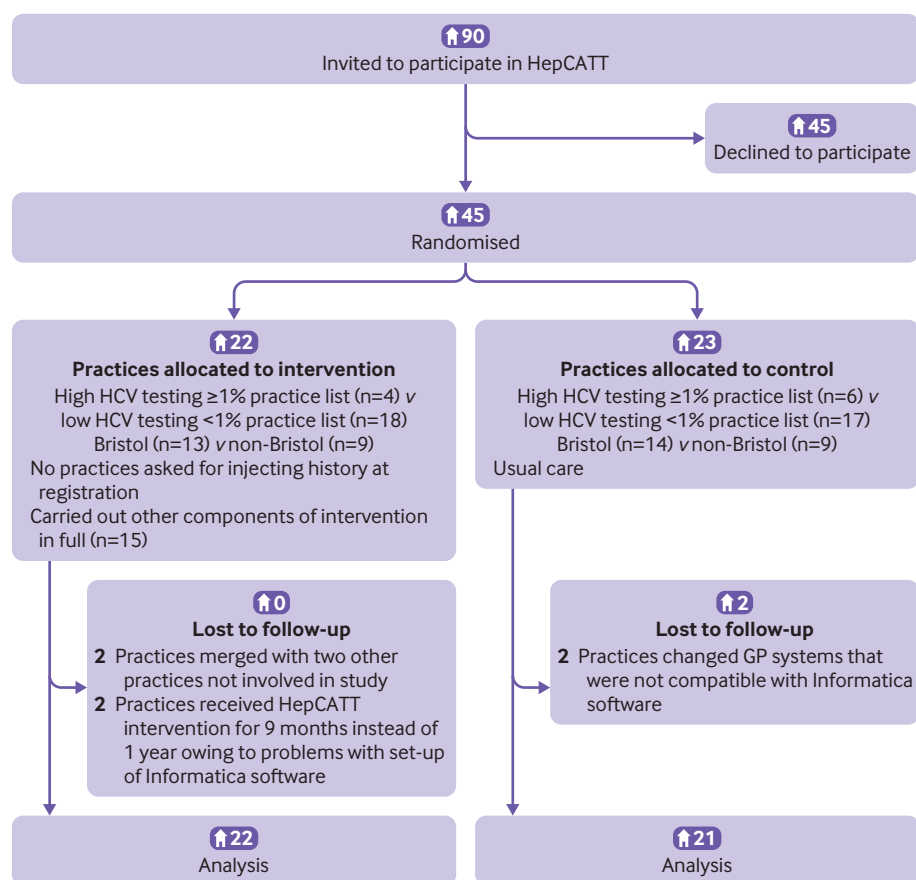 90
Invited to participate in HepCATT
45
Declined to participate
45
Randomised
22
Practices allocated to intervention
High HCV testing ≥1% practice list (n=4) v
low HCV testing <1% practice list (n=18)
Bristol (n=13) v non-Bristol (n=9)
No practices asked for injecting history at
registration
Carried out other components of intervention
in full (n=15)
23
Practices allocated to control
High HCV testing ≥1% practice list (n=6) v
low HCV testing <1% practice list (n=17)
Bristol (n=14) v non-Bristol (n=9)
Usual care
0
Lost to follow-up
2 Practices merged with two other
practices not involved in study
2 Practices received HepCATT
intervention for 9 months instead of
1 year owing to problems with set-up
of Informatica software
2
Lost to follow-up
2 Practices changed GP systems that
were not compatible with Informatica
software
22
Analysis
21
Analysis